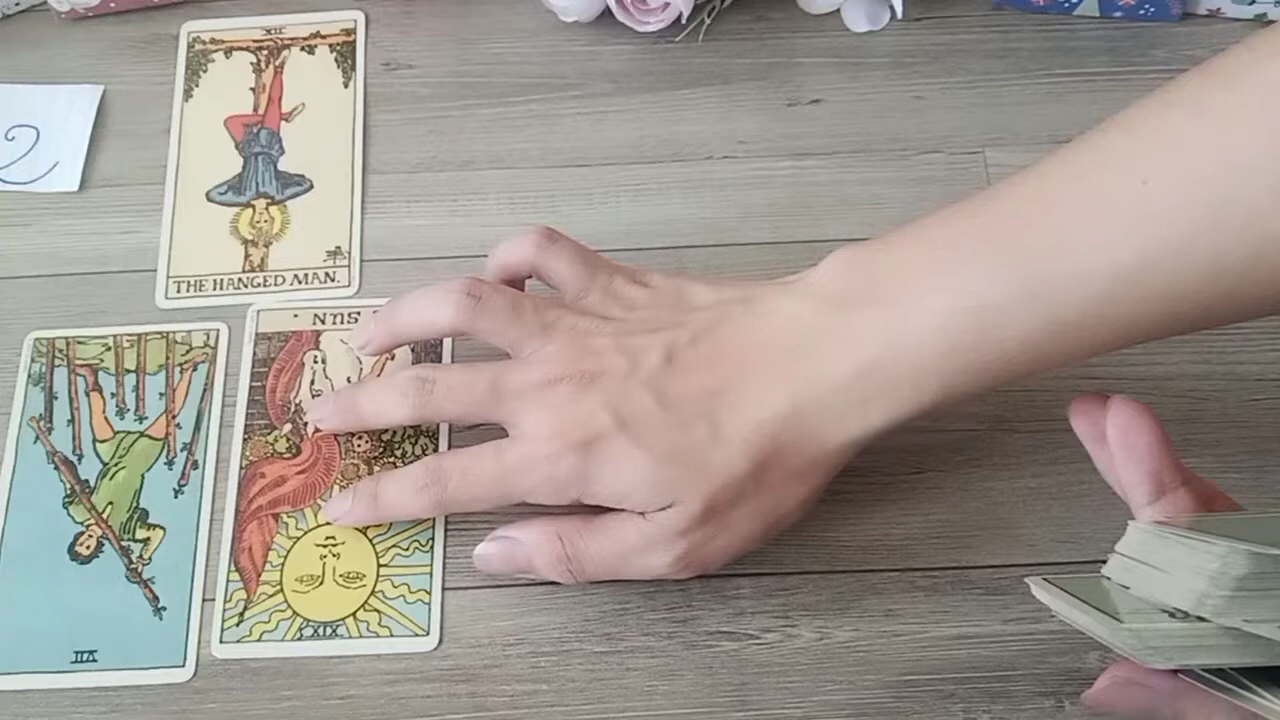 XII
2
THE HANGED MAN.
SUN.
XIX
VII